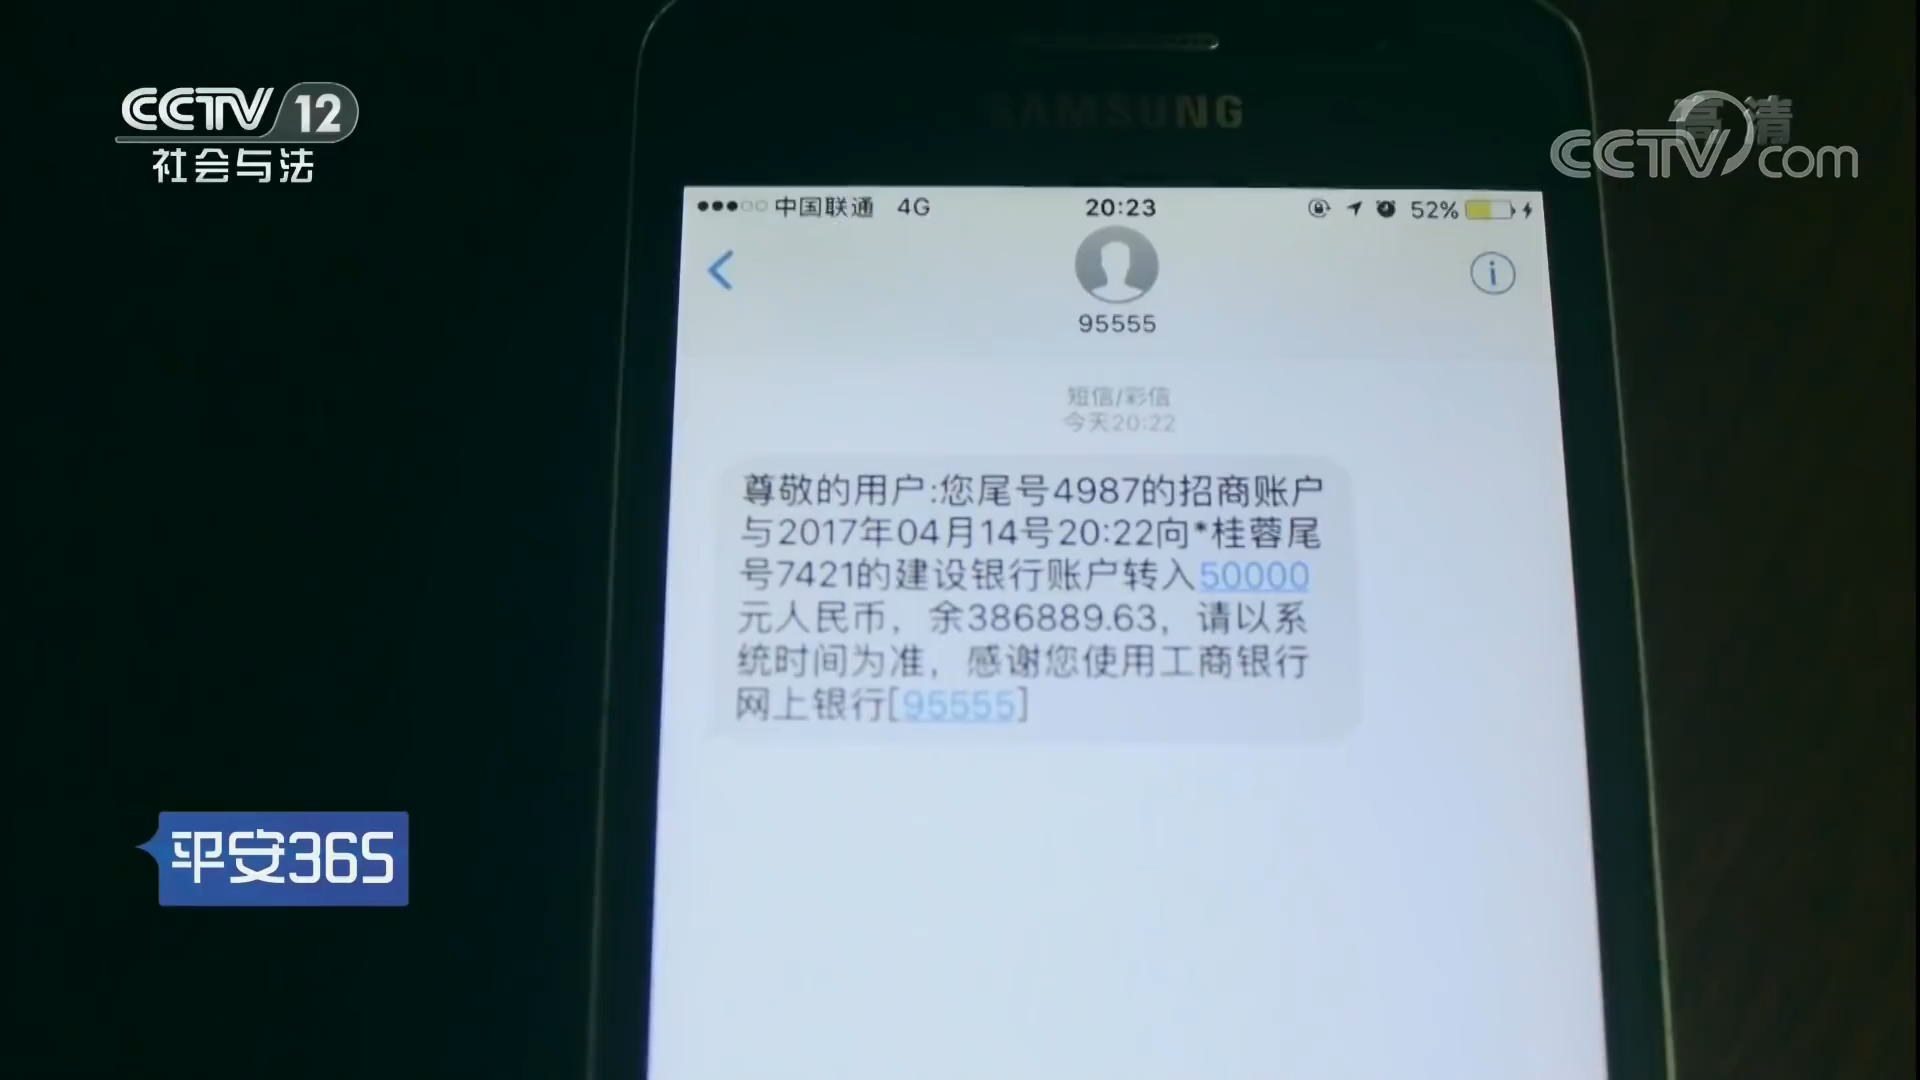 CCTV 12
社会与法
高清
CCTV com
SAMSUNG
中国联通 4G 20:23 52%
95555
短信/彩信
今天20:22
尊敬的用户:您尾号4987的招商账户
与2017年04月14号20:22向*桂蓉尾
号7421的建设银行账户转入50000
元人民币，余386889.63，请以系
统时间为准，感谢您使用工商银行
网上银行[95555]
平安365